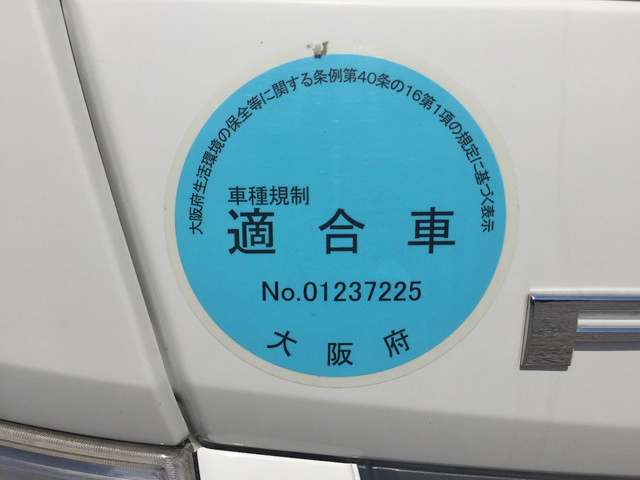 大阪府生活環境の保全等に関する条例第40条の16第1項の規定に基づく表示
車種規制
適合車
No.01237225
大阪府